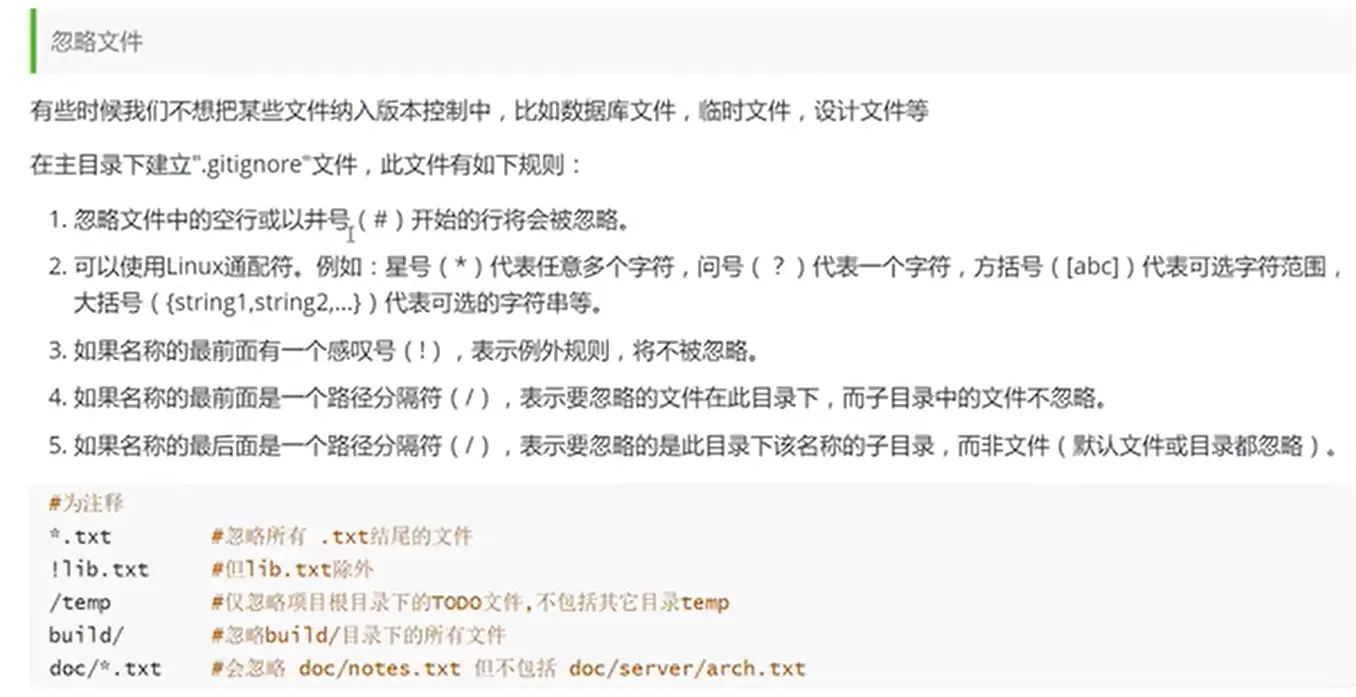 忽略文件
有些时候我们不想把某些文件纳入版本控制中，比如数据库文件，临时文件，设计文件等
在主目录下建立".gitignore"文件，此文件有如下规则：
1. 忽略文件中的空行或以井号（#）开始的行将会被忽略。
2. 可以使用Linux通配符。例如：星号（*）代表任意多个字符，问号（？）代表一个字符，方括号（[abc]）代表可选字符范围，
大括号（{string1,string2,...}）代表可选的字符串等。
3. 如果名称的最前面有一个感叹号（!），表示例外规则，将不被忽略。
4. 如果名称的最前面是一个路径分隔符（/），表示要忽略的文件在此目录下，而子目录中的文件不忽略。
5. 如果名称的最后面是一个路径分隔符（/），表示要忽略的是此目录下该名称的子目录，而非文件（默认文件或目录都忽略）。
#为注释
*.txt #忽略所有 .txt结尾的文件
!lib.txt #但lib.txt除外
/temp #仅忽略项目根目录下的TODO文件,不包括其它目录temp
build/ #忽略build/目录下的所有文件
doc/*.txt #会忽略 doc/notes.txt 但不包括 doc/server/arch.txt